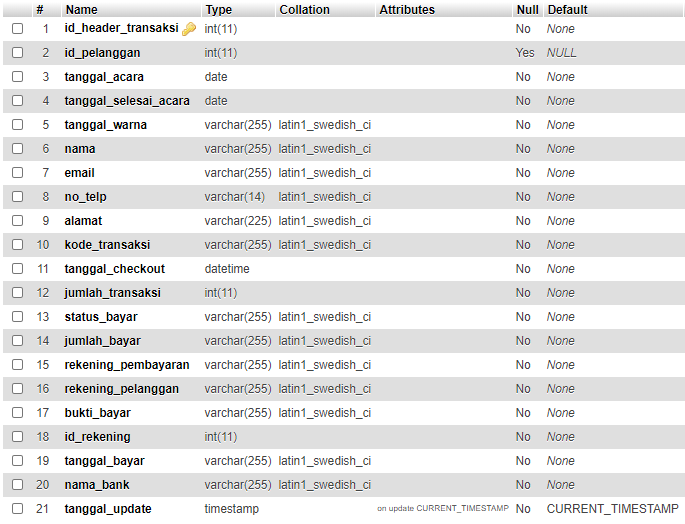 # Name Type Collation Attributes Null Default
1 id_header_transaksi int(11) No None
2 id_pelanggan int(11) Yes NULL
3 tanggal_acara date No None
4 tanggal_selesai_acara date No None
5 tanggal_warna varchar(255) latin1_swedish_ci No None
6 nama varchar(255) latin1_swedish_ci No None
7 email varchar(255) latin1_swedish_ci No None
8 no_telp varchar(14) latin1_swedish_ci No None
9 alamat varchar(225) latin1_swedish_ci No None
10 kode_transaksi varchar(255) latin1_swedish_ci No None
11 tanggal_checkout datetime No None
12 jumlah_transaksi int(11) No None
13 status_bayar varchar(255) latin1_swedish_ci No None
14 jumlah_bayar varchar(255) latin1_swedish_ci No None
15 rekening_pembayaran varchar(255) latin1_swedish_ci No None
16 rekening_pelanggan varchar(255) latin1_swedish_ci No None
17 bukti_bayar varchar(255) latin1_swedish_ci No None
18 id_rekening int(11) No None
19 tanggal_bayar varchar(255) latin1_swedish_ci No None
20 nama_bank varchar(255) latin1_swedish_ci No None
21 tanggal_update timestamp on update CURRENT_TIMESTAMP No CURRENT_TIMESTAMP